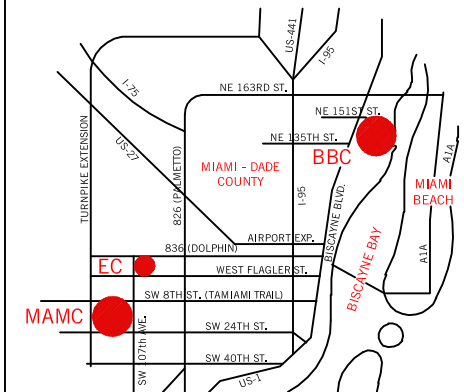 US-441
I-95
I-75
NE 163RD ST.
NE 151ST ST.
NE 135TH ST.
BBC
US-27
TURNPIKE EXTENSION
826 (PALMETTO)
MIAMI - DADE
COUNTY
I-95
A1A
MIAMI
BEACH
BISCAYNE BLVD.
BISCAYNE BAY
A1A
AIRPORT EXP.
836 (DOLPHIN)
EC
WEST FLAGLER ST.
SW 8TH ST. (TAMIAMI TRAIL)
MAMC
SW 107th AVE.
SW 24TH ST.
SW 40TH ST.
US-1